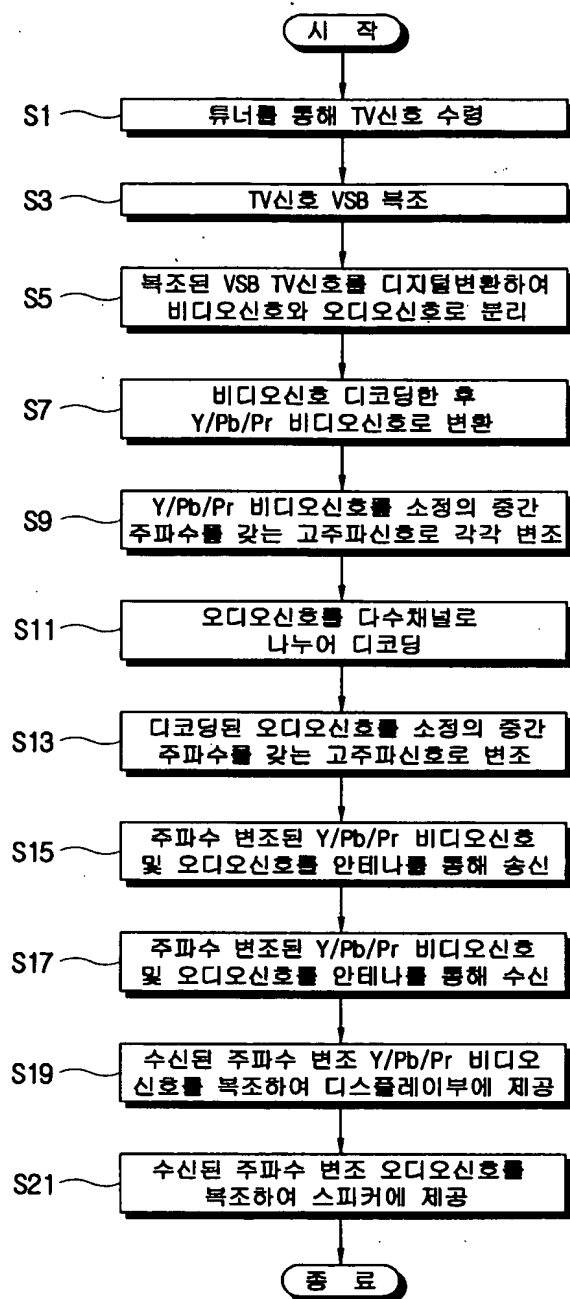 시 작
S1
튜너를 통해 TV신호 수령
S3
TV신호 VSB 복조
S5
복조된 VSB TV신호를 디지털변환하여
비디오신호와 오디오신호로 분리
S7
비디오신호 디코딩한 후
Y/Pb/Pr 비디오신호로 변환
S9
Y/Pb/Pr 비디오신호를 소정의 중간
주파수를 갖는 고주파신호로 각각 변조
S11
오디오신호를 다수채널로
나누어 디코딩
S13
디코딩된 오디오신호를 소정의 중간
주파수를 갖는 고주파신호로 변조
S15
주파수 변조된 Y/Pb/Pr 비디오신호
및 오디오신호를 안테나를 통해 송신
S17
주파수 변조된 Y/Pb/Pr 비디오신호
및 오디오신호를 안테나를 통해 수신
S19
수신된 주파수 변조 Y/Pb/Pr 비디오
신호를 복조하여 디스플레이부에 제공
S21
수신된 주파수 변조 오디오신호를
복조하여 스피커에 제공
종 료